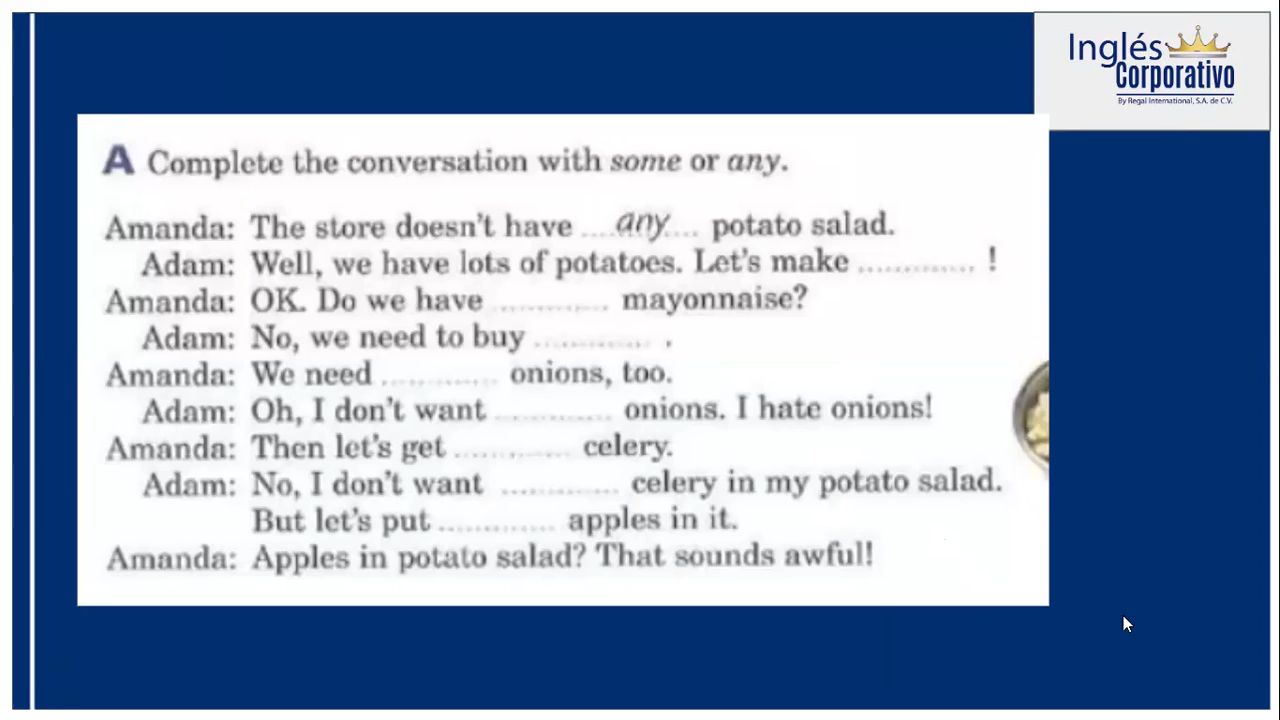 Inglés
Corporativo
By Regal International, S.A. de C.V.
A Complete the conversation with some or any.
Amanda: The store doesn't have ....any.... potato salad.
Adam: Well, we have lots of potatoes. Let's make ............ !
Amanda: OK. Do we have ............ mayonnaise?
Adam: No, we need to buy ............ .
Amanda: We need ............ onions, too.
Adam: Oh, I don't want ............ onions. I hate onions!
Amanda: Then let's get ............ celery.
Adam: No, I don't want ............ celery in my potato salad.
But let's put ............ apples in it.
Amanda: Apples in potato salad? That sounds awful!